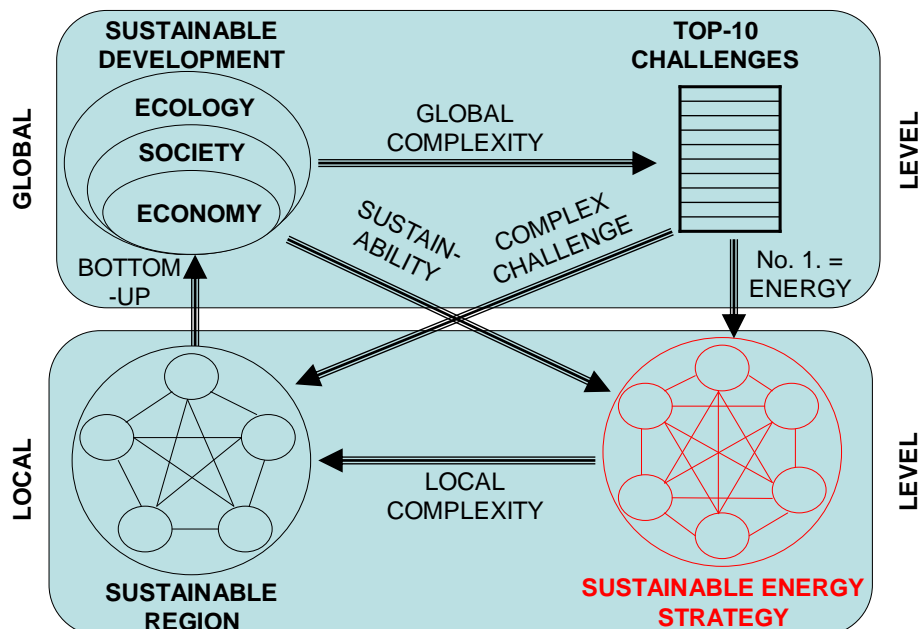 SUSTAINABLE
DEVELOPMENT
TOP-10
CHALLENGES
GLOBAL
LEVEL
ECOLOGY
SOCIETY
ECONOMY
GLOBAL
COMPLEXITY
SUSTAIN-
ABILITY
COMPLEX
CHALLENGE
BOTTOM
-UP
No. 1. =
ENERGY
LOCAL
LEVEL
LOCAL
COMPLEXITY
SUSTAINABLE
REGION
SUSTAINABLE ENERGY
STRATEGY